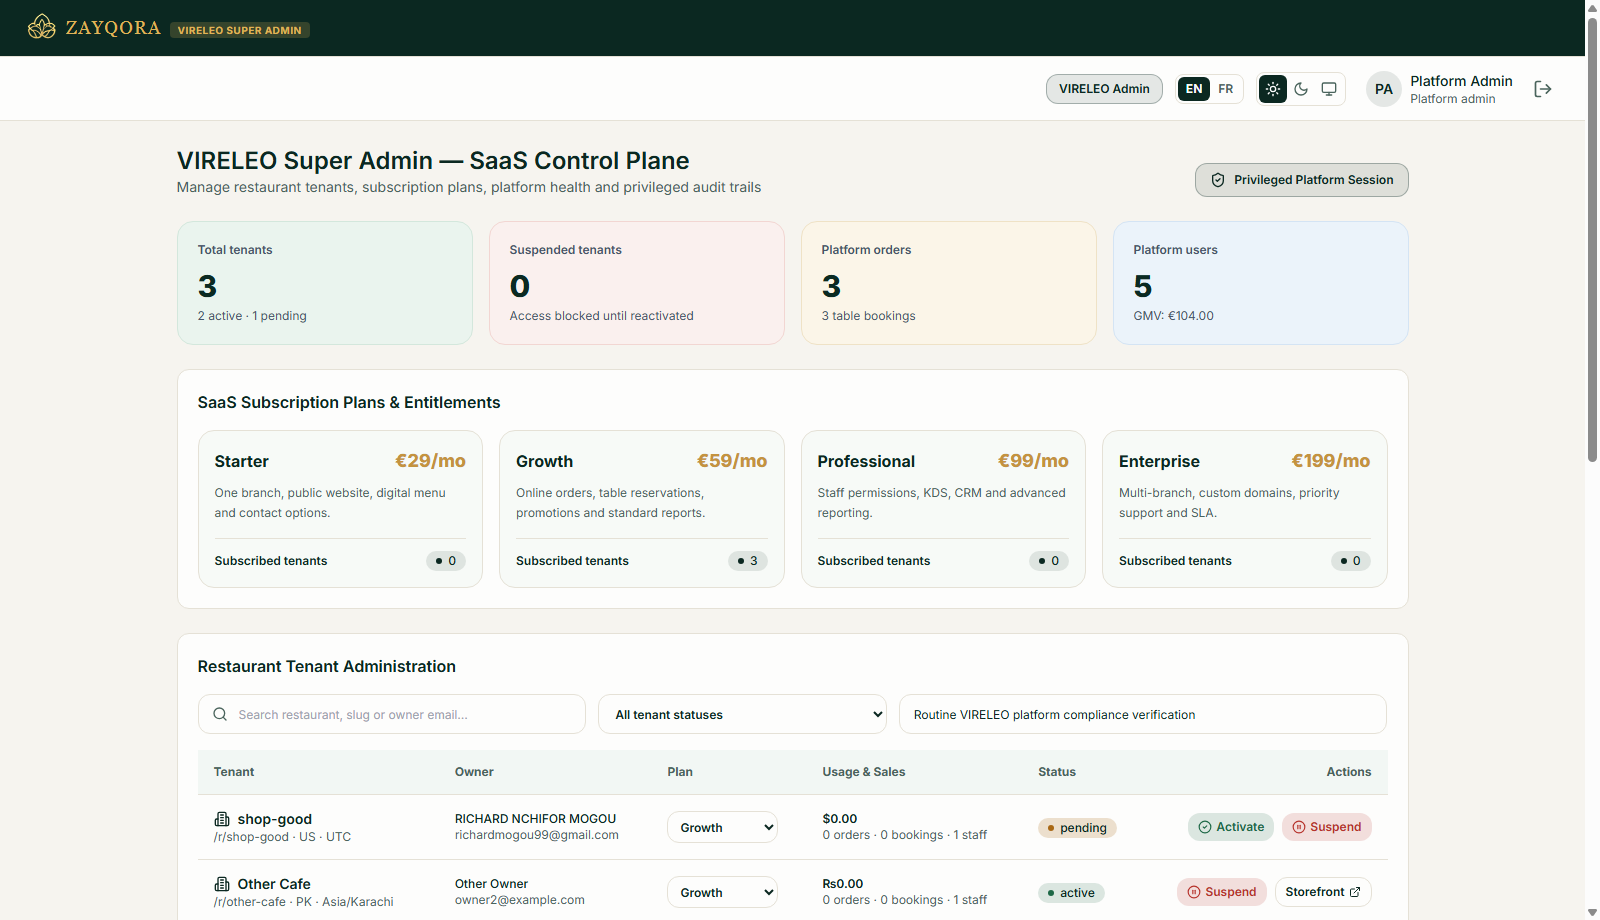 ZAYQORA VIRELEO SUPER ADMIN
VIRELEO Admin EN FR PA Platform Admin
Platform admin
VIRELEO Super Admin — SaaS Control Plane
Manage restaurant tenants, subscription plans, platform health and privileged audit trails
Privileged Platform Session
Total tenants
3
2 active · 1 pending
Suspended tenants
0
Access blocked until reactivated
Platform orders
3
3 table bookings
Platform users
5
GMV: €104.00
SaaS Subscription Plans & Entitlements
Starter €29/mo
One branch, public website, digital menu
and contact options.
Subscribed tenants 0
Growth €59/mo
Online orders, table reservations,
promotions and standard reports.
Subscribed tenants 3
Professional €99/mo
Staff permissions, KDS, CRM and advanced
reporting.
Subscribed tenants 0
Enterprise €199/mo
Multi-branch, custom domains, priority
support and SLA.
Subscribed tenants 0
Restaurant Tenant Administration
Search restaurant, slug or owner email... All tenant statuses Routine VIRELEO platform compliance verification
Tenant Owner Plan Usage & Sales Status Actions
shop-good RICHARD NCHIFOR MOGOU Growth $0.00 pending Activate Suspend
/r/shop-good · US · UTC richardmogou99@gmail.com 0 orders · 0 bookings · 1 staff
Other Cafe Other Owner Growth Rs0.00 active Suspend Storefront
/r/other-cafe · PK · Asia/Karachi owner2@example.com 0 orders · 0 bookings · 1 staff